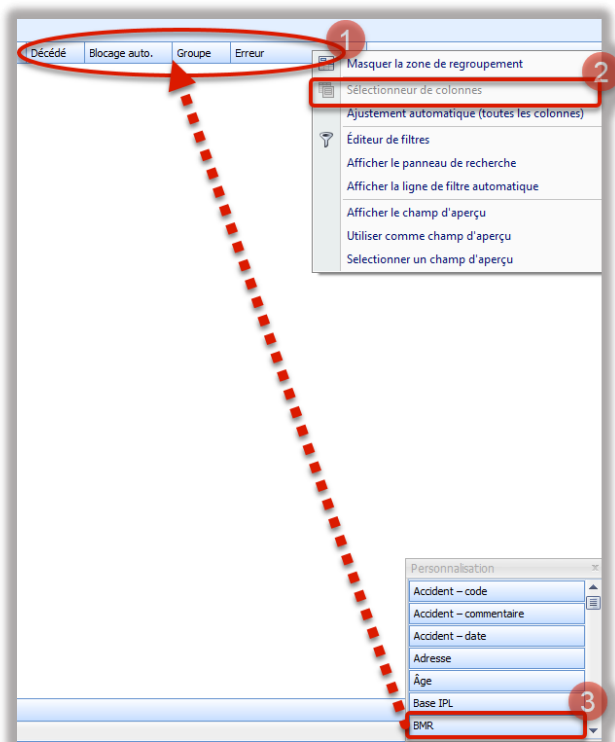 1
Décédé Blocage auto. Groupe Erreur
Masquer la zone de regroupement
2
Sélectionneur de colonnes
Ajustement automatique (toutes les colonnes)
Éditeur de filtres
Afficher le panneau de recherche
Afficher la ligne de filtre automatique
Afficher le champ d'aperçu
Utiliser comme champ d'aperçu
Selectionner un champ d'aperçu
Personnalisation
Accident – code
Accident – commentaire
Accident – date
Adresse
Âge
Base IPL
3
BMR